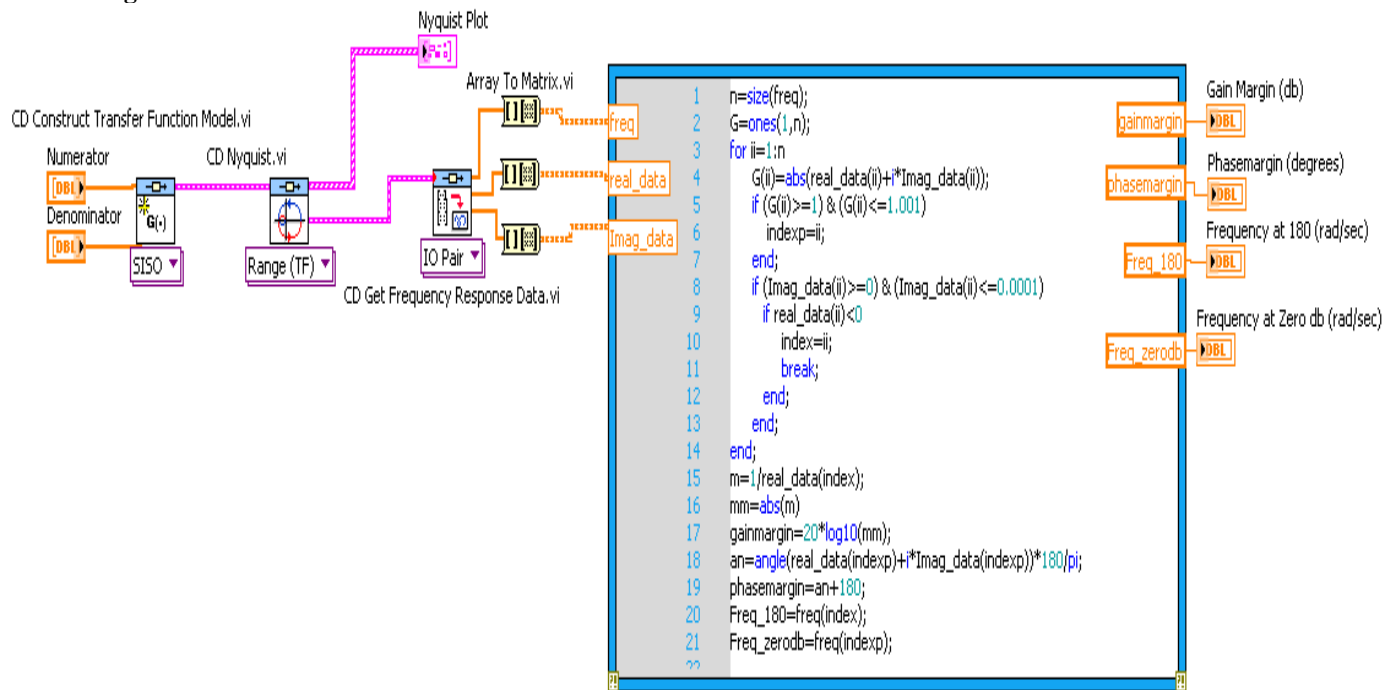 Nyquist Plot
Array To Matrix.vi
CD Construct Transfer Function Model.vi
Numerator
CD Nyquist.vi
DBL
Denominator
DBL
G(·)
SISO
Range (TF)
IO Pair
CD Get Frequency Response Data.vi
freq
real_data
Imag_data
1 n=size(freq);
2 G=ones(1,n);
3 for ii=1:n
4 G(ii)=abs(real_data(ii)+i*Imag_data(ii));
5 if (G(ii)>=1) & (G(ii)<=1.001)
6 indexp=ii;
7 end;
8 if (Imag_data(ii)>=0) & (Imag_data(ii)<=0.0001)
9 if real_data(ii)<0
10 index=ii;
11 break;
12 end;
13 end;
14 end;
15 m=1/real_data(index);
16 mm=abs(m)
17 gainmargin=20*log10(mm);
18 an=angle(real_data(indexp)+i*Imag_data(indexp))*180/pi;
19 phasemargin=an+180;
20 Freq_180=freq(index);
21 Freq_zerodb=freq(indexp);
Gain Margin (db)
gainmargin
DBL
Phasemargin (degrees)
phasemargin
DBL
Frequency at 180 (rad/sec)
Freq_180
DBL
Frequency at Zero db (rad/sec)
Freq_zerodb
DBL